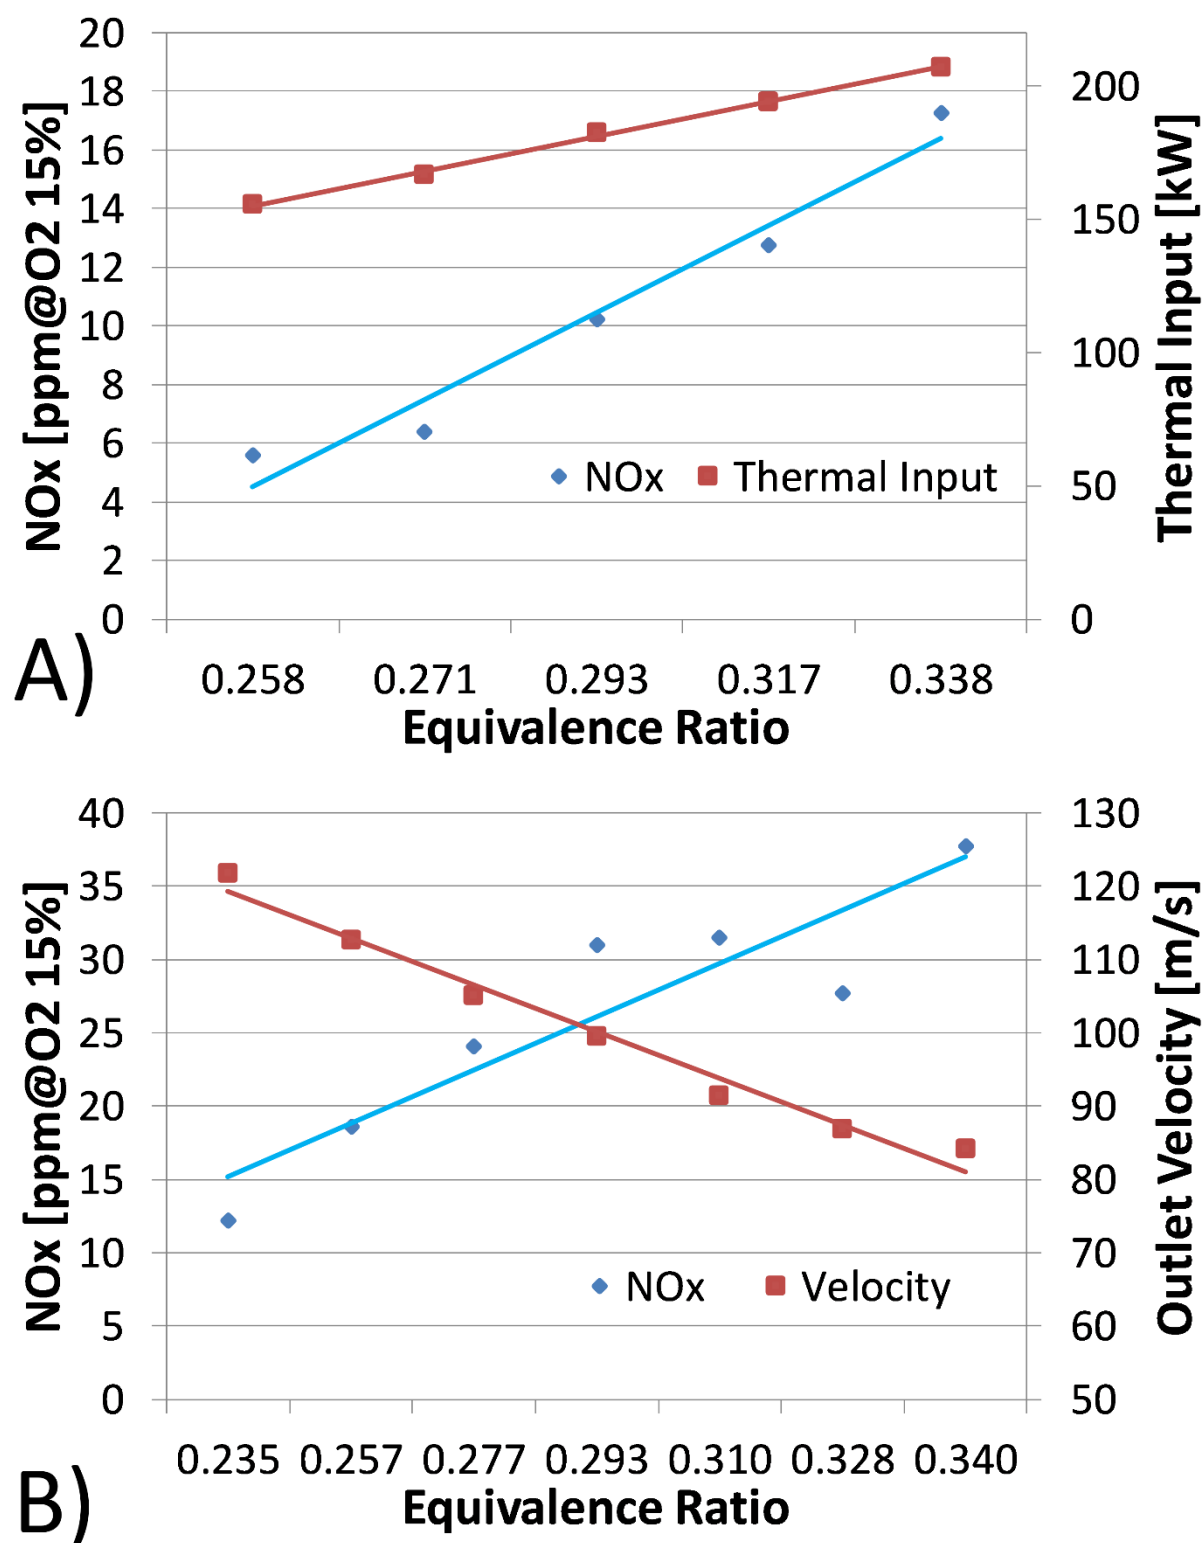 20
18
16
14
12
10
8
6
4
2
0
NOx [ppm@O2 15%]
200
150
100
50
0
Thermal Input [kW]
NOx Thermal Input
0.258 0.271 0.293 0.317 0.338
Equivalence Ratio
A)
40
35
30
25
20
15
10
5
0
NOx [ppm@O2 15%]
130
120
110
100
90
80
70
60
50
Outlet Velocity [m/s]
NOx Velocity
0.235 0.257 0.277 0.293 0.310 0.328 0.340
Equivalence Ratio
B)